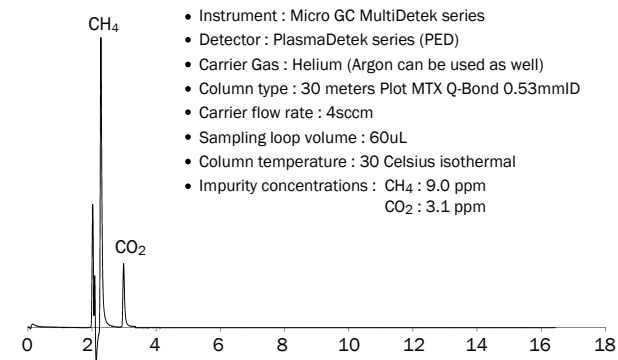 CH₄
• Instrument : Micro GC MultiDetek series
• Detector : PlasmaDetek series (PED)
• Carrier Gas : Helium (Argon can be used as well)
• Column type : 30 meters Plot MTX Q-Bond 0.53mmID
• Carrier flow rate : 4sccm
• Sampling loop volume : 60uL
• Column temperature : 30 Celsius isothermal
• Impurity concentrations : CH₄ : 9.0 ppm
CO₂ : 3.1 ppm
CO₂
0 2 4 6 8 10 12 14 16 18